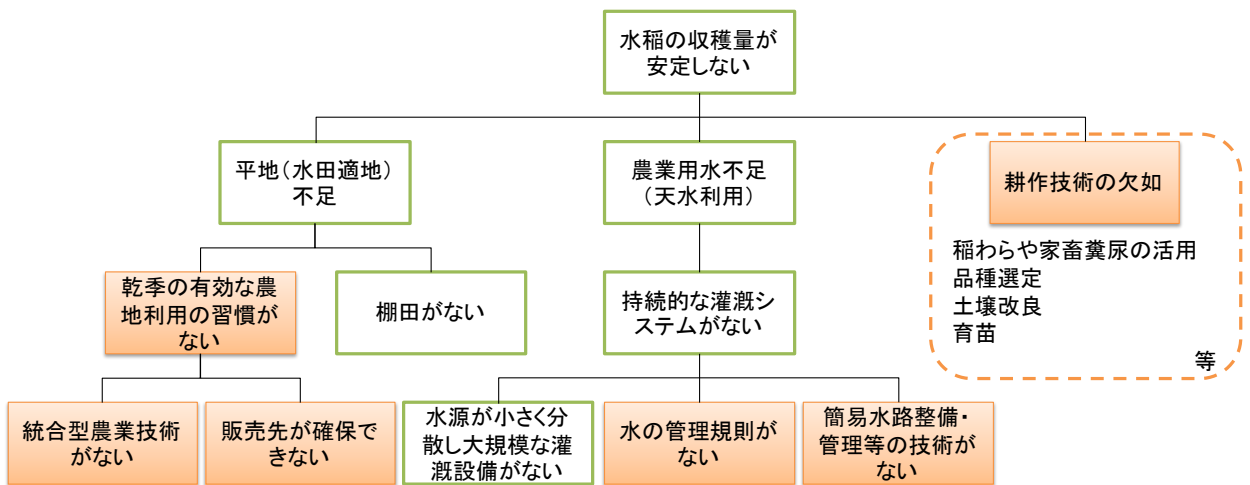 水稲の収穫量が
安定しない
平地(水田適地)
不足
農業用水不足
(天水利用)
耕作技術の欠如
稲わらや家畜糞尿の活用
品種選定
土壌改良
育苗
等
乾季の有効な農
地利用の習慣が
ない
棚田がない
持続的な灌漑シ
ステムがない
統合型農業技術
がない
販売先が確保で
きない
水源が小さく分
散し大規模な灌
漑設備がない
水の管理規則が
ない
簡易水路整備・
管理等の技術が
ない